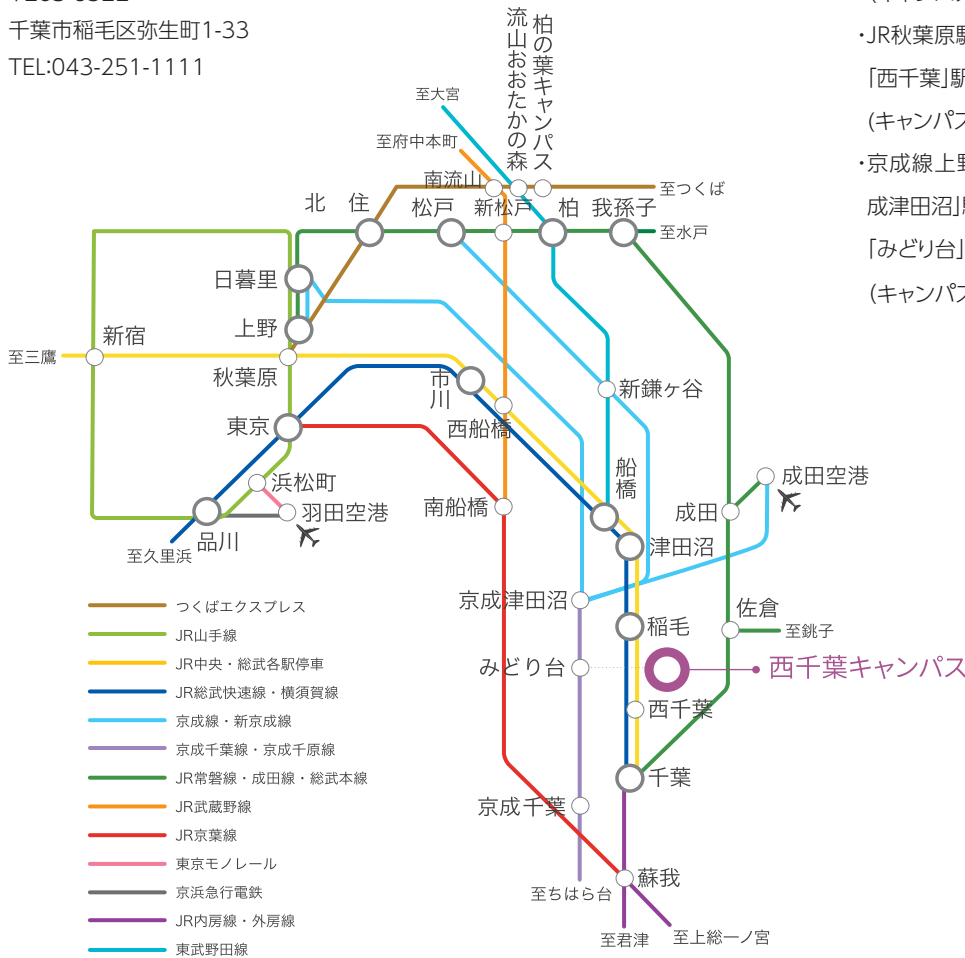 千葉市稲毛区弥生町1-33
TEL:043-251-1111
・JR秋葉原駅
「西千葉」駅
(キャンパス
・京成線上野
成津田沼」
「みどり台」
(キャンパス
流山おおたかの森
柏の葉キャンパス
至大宮
至府中本町
南流山
至つくば
北 住
松戸
新松戸
柏
我孫子
至水戸
日暮里
上野
新宿
至三鷹
秋葉原
市川
新鎌ヶ谷
東京
西船橋
船橋
浜松町
羽田空港
南船橋
成田
成田空港
品川
至久里浜
津田沼
京成津田沼
佐倉
稲毛
至銚子
みどり台
西千葉キャンパス
西千葉
千葉
京成千葉
蘇我
至ちはら台
至君津
至上総一ノ宮
つくばエクスプレス
JR山手線
JR中央・総武各駅停車
JR総武快速線・横須賀線
京成線・新京成線
京成千葉線・京成千原線
JR常磐線・成田線・総武本線
JR武蔵野線
JR京葉線
東京モノレール
京浜急行電鉄
JR内房線・外房線
東武野田線